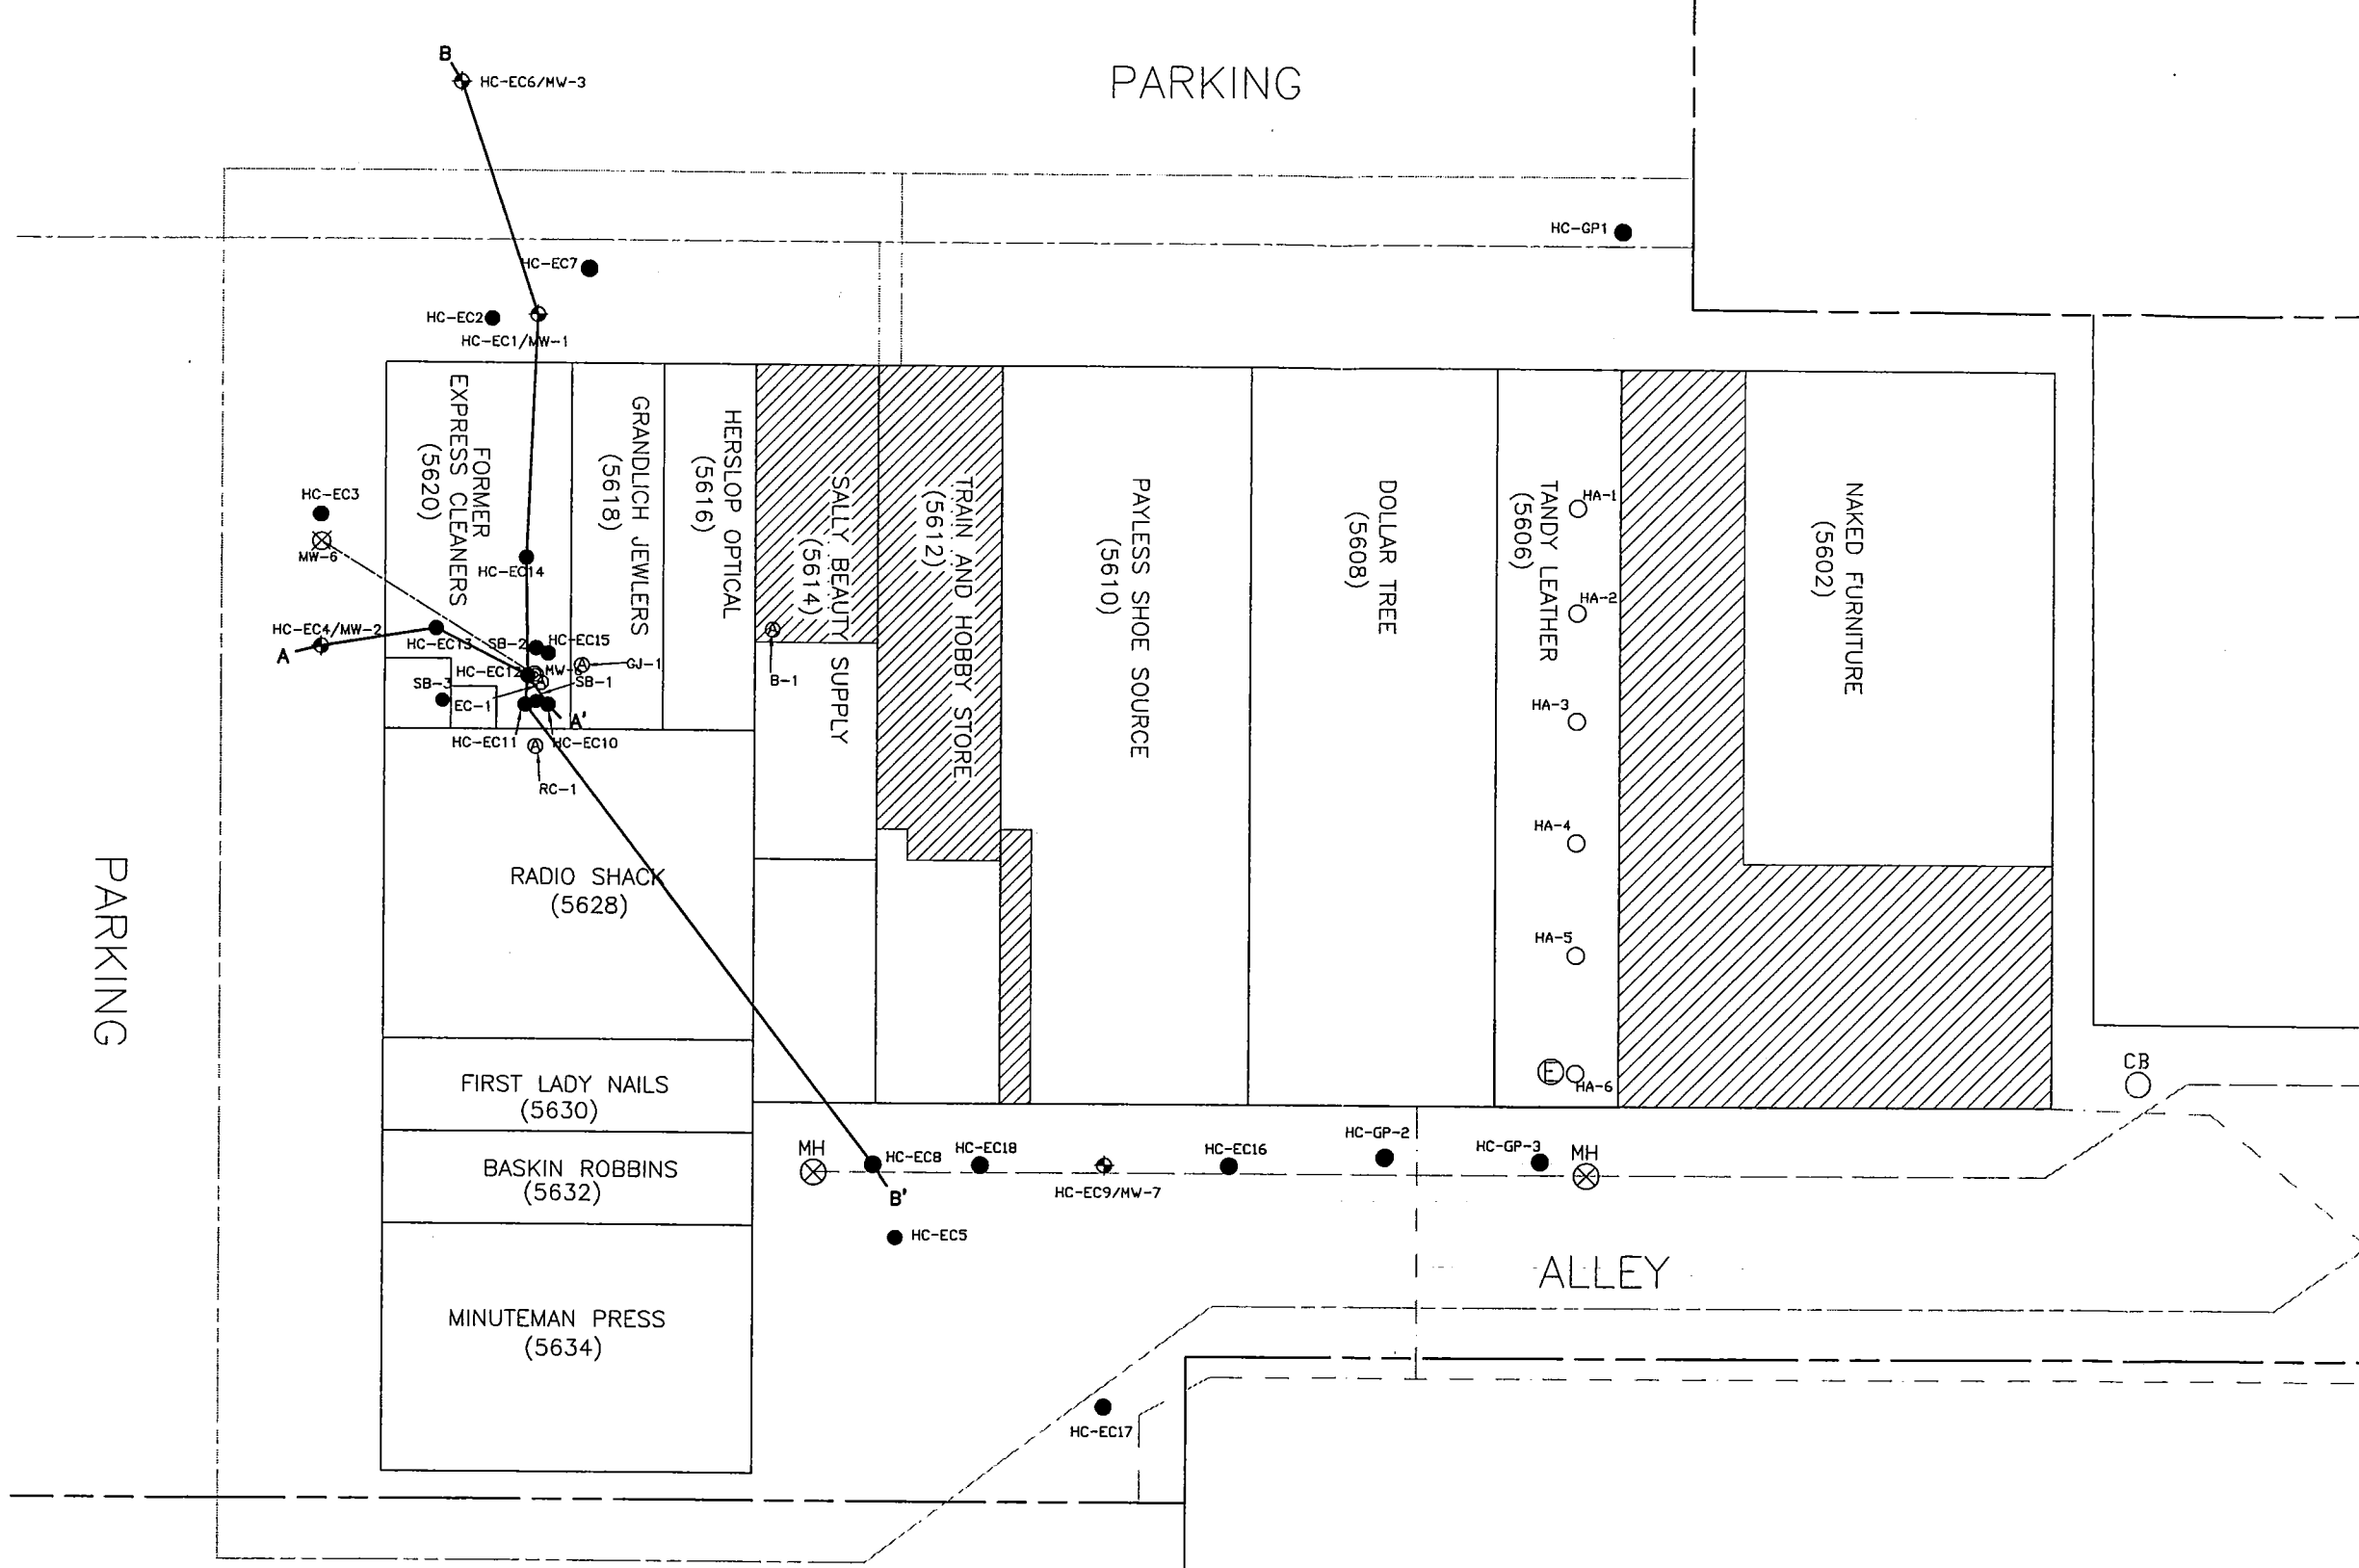 B
HC-EC6/MW-3
PARKING
HC-GP1
HC-EC7
HC-EC2
HC-EC1/MW-1
FORMER
EXPRESS CLEANERS
(5620)
GRANDLICH JEWLERS
(5618)
HERSLOP OPTICAL
(5616)
SALLY BEAUTY SUPPLY
(5614)
TRAIN AND HOBBY STORE
(5612)
PAYLESS SHOE SOURCE
(5610)
DOLLAR TREE
(5608)
TANDY LEATHER
(5606)
NAKED FURNITURE
(5602)
HA-1
HA-2
HA-3
HA-4
HA-5
E
HA-6
HC-EC3
MW-6
HC-EC14
HC-EC4/MW-2
A
HC-EC13
SB-2
HC-EC15
A
GJ-1
HC-EC12
MW-6
A
SB-1
SB-3
EC-1
A'
HC-EC11
HC-EC10
A
RC-1
A
B-1
RADIO SHACK
(5628)
PARKING
FIRST LADY NAILS
(5630)
BASKIN ROBBINS
(5632)
MINUTEMAN PRESS
(5634)
CB
MH
HC-EC8
HC-EC18
HC-EC9/MW-7
HC-EC16
HC-GP-2
HC-GP-3
MH
B'
HC-EC5
ALLEY
HC-EC17